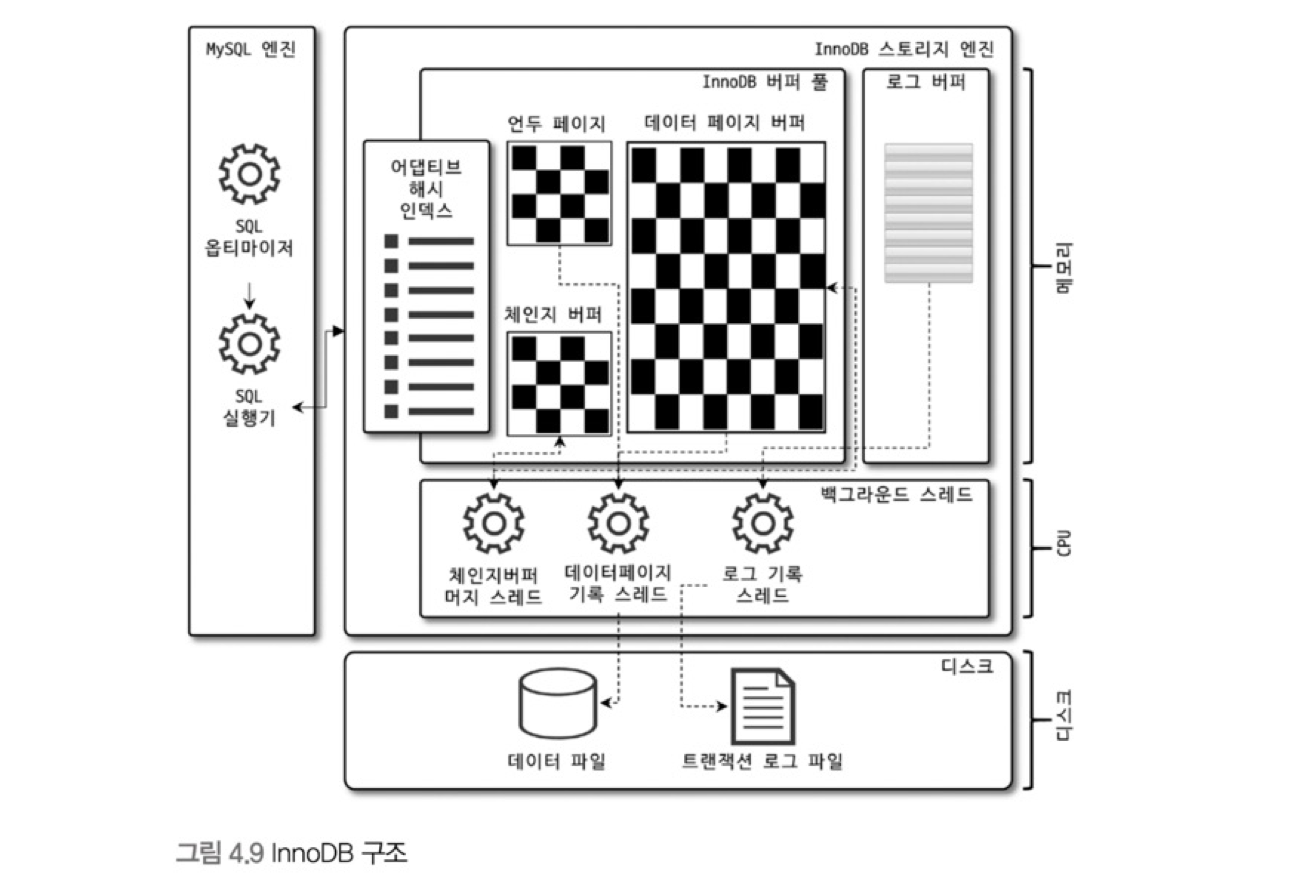 MySQL 엔진
InnoDB 스토리지 엔진
InnoDB 버퍼 풀
로그 버퍼
언두 페이지
데이터 페이지 버퍼
어댑티브
해시
인덱스
SQL
옵티마이저
체인지 버퍼
SQL
실행기
메모리
백그라운드 스레드
체인지버퍼
머지 스레드
데이터페이지
기록 스레드
로그 기록
스레드
CPU
디스크
데이터 파일
트랜잭션 로그 파일
디스크
그림 4.9 InnoDB 구조